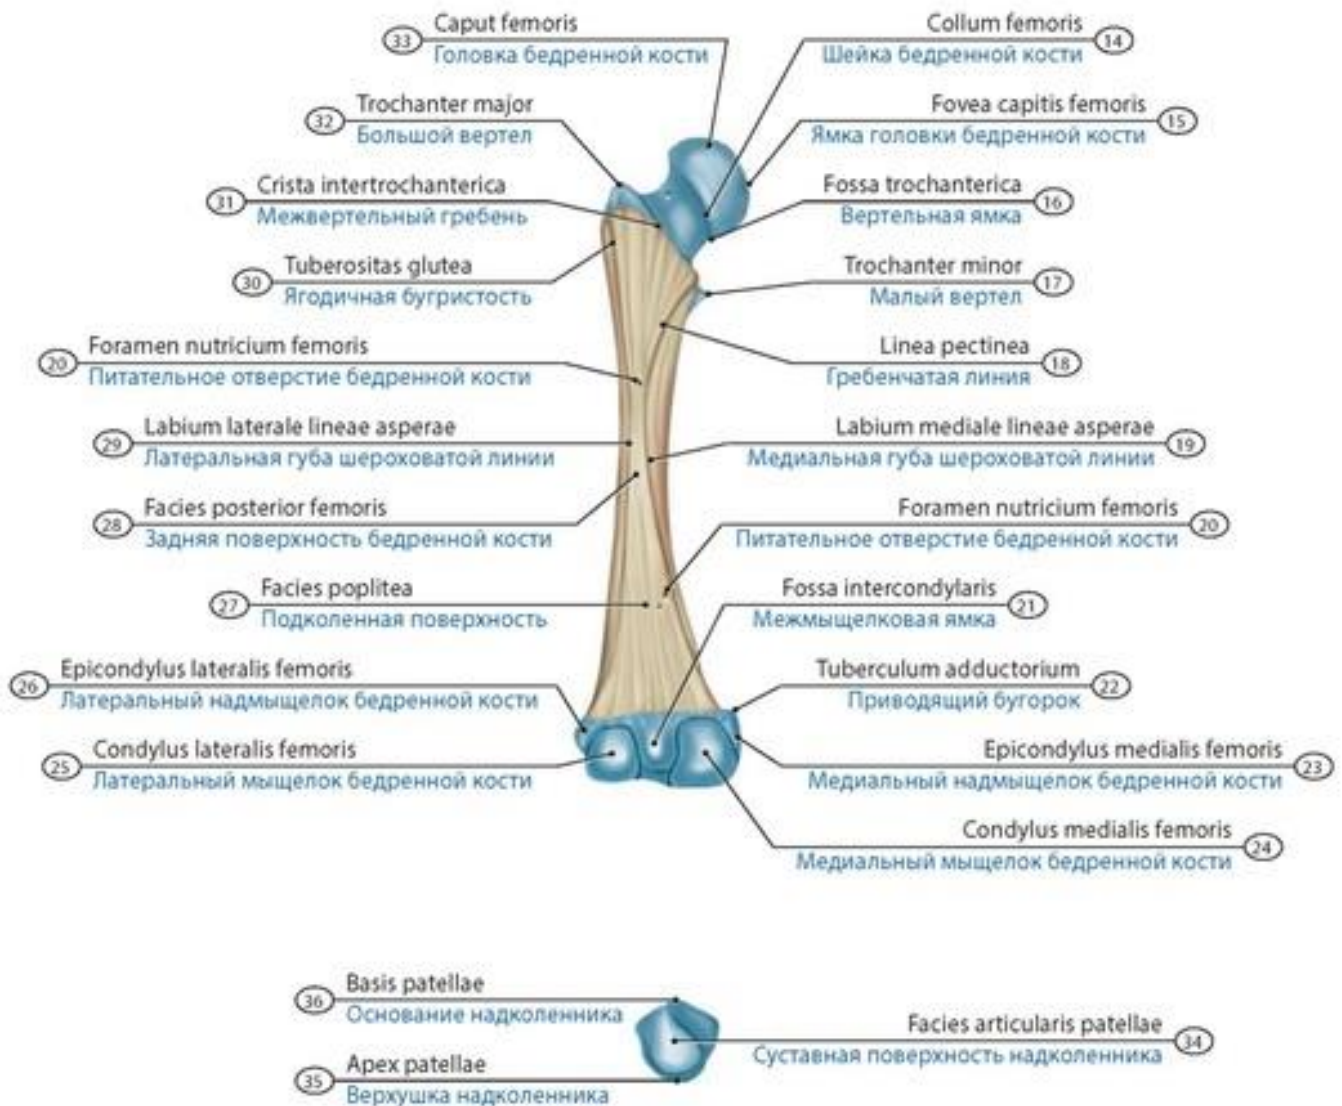 33
Caput femoris
Головка бедренной кости
Collum femoris
14
Шейка бедренной кости
32
Trochanter major
Большой вертел
Fovea capitis femoris
15
Ямка головки бедренной кости
31
Crista intertrochanterica
Межвертельный гребень
Fossa trochanterica
16
Вертельная ямка
30
Tuberositas glutea
Ягодичная бугристость
Trochanter minor
17
Малый вертел
20
Foramen nutricium femoris
Питательное отверстие бедренной кости
Linea pectinea
18
Гребенчатая линия
29
Labium laterale lineae asperae
Латеральная губа шероховатой линии
Labium mediale lineae asperae
19
Медиальная губа шероховатой линии
28
Facies posterior femoris
Задняя поверхность бедренной кости
Foramen nutricium femoris
20
Питательное отверстие бедренной кости
27
Facies poplitea
Подколенная поверхность
Fossa intercondylaris
21
Межмыщелковая ямка
26
Epicondylus lateralis femoris
Латеральный надмыщелок бедренной кости
Tuberculum adductorium
22
Приводящий бугорок
25
Condylus lateralis femoris
Латеральный мыщелок бедренной кости
Epicondylus medialis femoris
23
Медиальный надмыщелок бедренной кости
Condylus medialis femoris
24
Медиальный мыщелок бедренной кости
36
Basis patellae
Основание надколенника
Facies articularis patellae
34
Суставная поверхность надколенника
35
Apex patellae
Верхушка надколенника